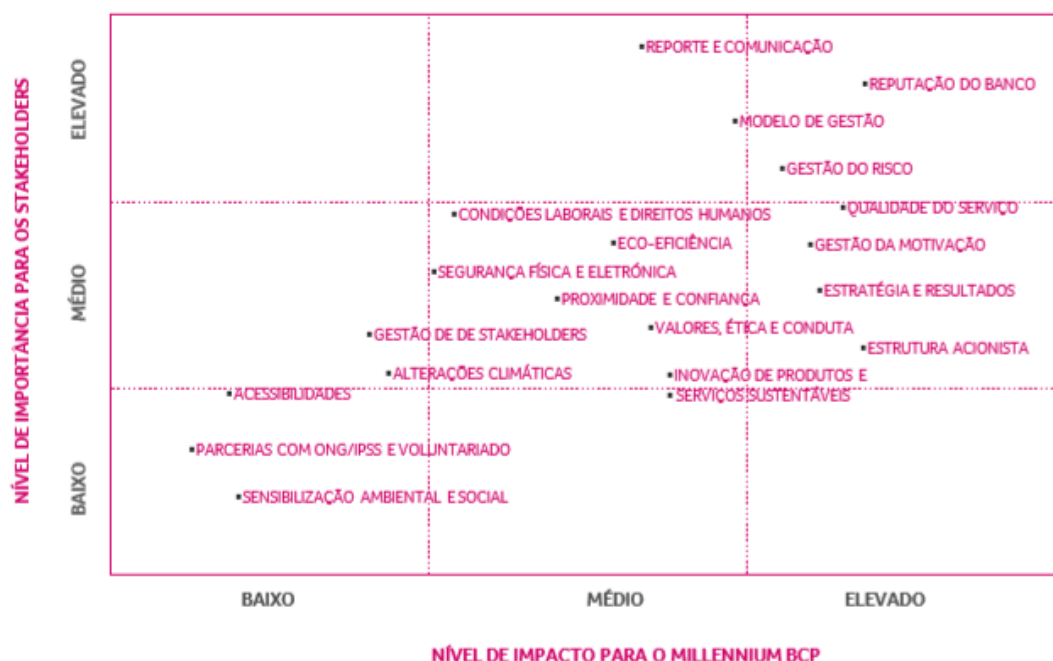 NÍVEL DE IMPORTÂNCIA PARA OS STAKEHOLDERS
ELEVADO
MÉDIO
BAIXO
REPORTE E COMUNICAÇÃO
REPUTAÇÃO DO BANCO
MODELO DE GESTÃO
GESTÃO DO RISCO
QUALIDADE DO SERVIÇO
CONDIÇÕES LABORAIS E DIREITOS HUMANOS
ECO-EFICIÊNCIA
GESTÃO DA MOTIVAÇÃO
SEGURANÇA FÍSICA E ELETRÓNICA
ESTRATÉGIA E RESULTADOS
PROXIMIDADE E CONFIANÇA
VALORES, ÉTICA E CONDUTA
GESTÃO DE DE STAKEHOLDERS
ESTRUTURA ACIONISTA
ALTERAÇÕES CLIMÁTICAS
INOVAÇÃO DE PRODUTOS E
SERVIÇOS SUSTENTÁVEIS
ACESSIBILIDADES
PARCERIAS COM ONG/IPSS E VOLUNTARIADO
SENSIBILIZAÇÃO AMBIENTAL E SOCIAL
BAIXO
MÉDIO
ELEVADO
NÍVEL DE IMPACTO PARA O MILLENNIUM BCP